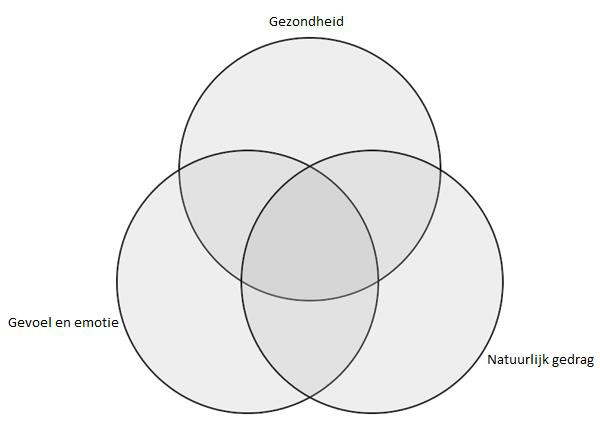 Gezondheid
Gevoel en emotie
Natuurlijk gedrag